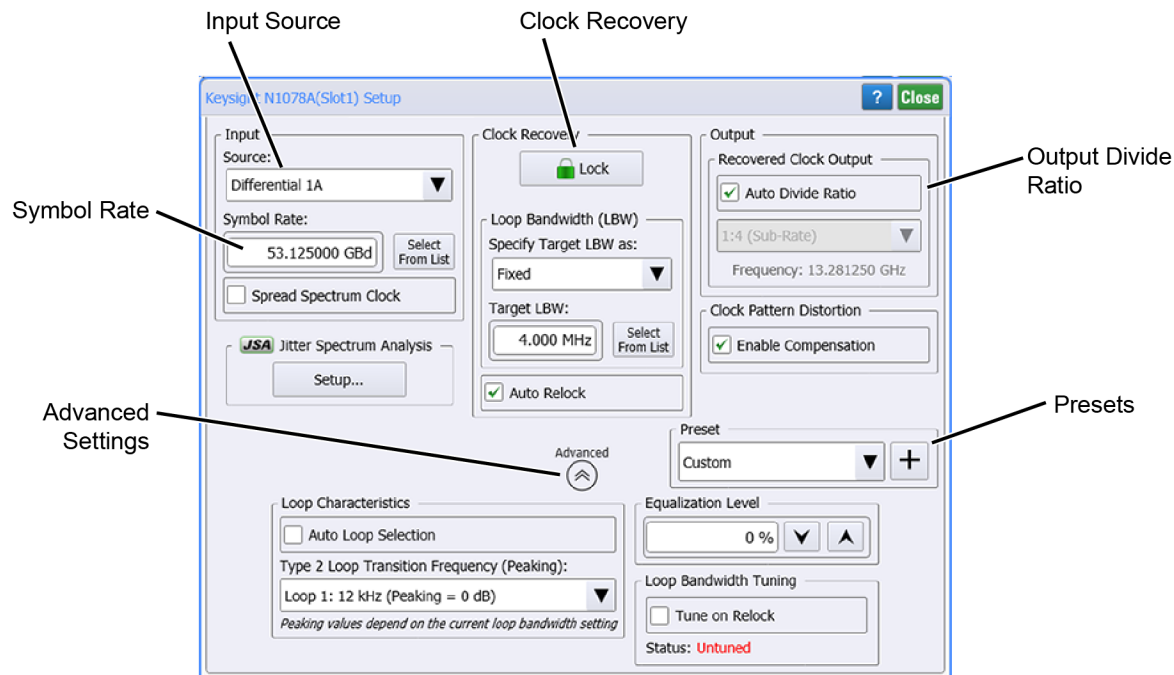 Input Source
Clock Recovery
Keysight N1078A(Slot1) Setup
?
Close
Input
Source:
Differential 1A
Symbol Rate:
53.125000 GBd
Select
From List
Spread Spectrum Clock
JSA Jitter Spectrum Analysis
Setup...
Clock Recovery
Lock
Loop Bandwidth (LBW)
Specify Target LBW as:
Fixed
Target LBW:
4.000 MHz
Select
From List
Auto Relock
Output
Recovered Clock Output
Auto Divide Ratio
1:4 (Sub-Rate)
Frequency: 13.281250 GHz
Clock Pattern Distortion
Enable Compensation
Output Divide
Ratio
Symbol Rate
Advanced
Settings
Presets
Preset
Custom
Advanced
Loop Characteristics
Auto Loop Selection
Type 2 Loop Transition Frequency (Peaking):
Loop 1: 12 kHz (Peaking = 0 dB)
Peaking values depend on the current loop bandwidth setting
Equalization Level
0 %
Loop Bandwidth Tuning
Tune on Relock
Status: Untuned